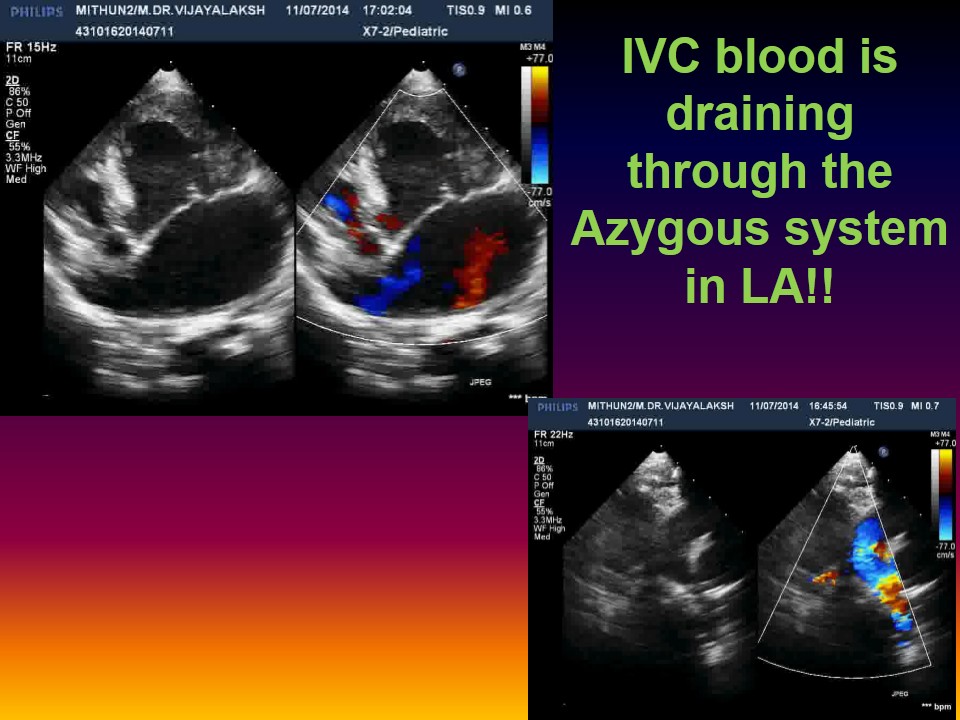 PHILIPS MITHUN2/M.DR.VIJAYALAKSH 11/07/2014 17:02:04 TIS0.9 MI 0.6
43101620140711 X7-2/Pediatric
FR 15Hz
11cm
2D
86%
C 50
P Off
Gen
CF
55%
3.3MHz
WF High
Med
M3 M4
+77.0
-77.0
cm/s
JPEG
*** bpm
IVC blood is
draining
through the
Azygous system
in LA!!
PHILIPS MITHUN2/M.DR.VIJAYALAKSH 11/07/2014 16:45:54 TIS0.9 MI 0.7
43101620140711 X7-2/Pediatric
FR 22Hz
11cm
2D
86%
C 50
P Off
Gen
CF
55%
3.3MHz
WF High
Med
M3 M4
+77.0
-77.0
cm/s
JPEG
*** bpm